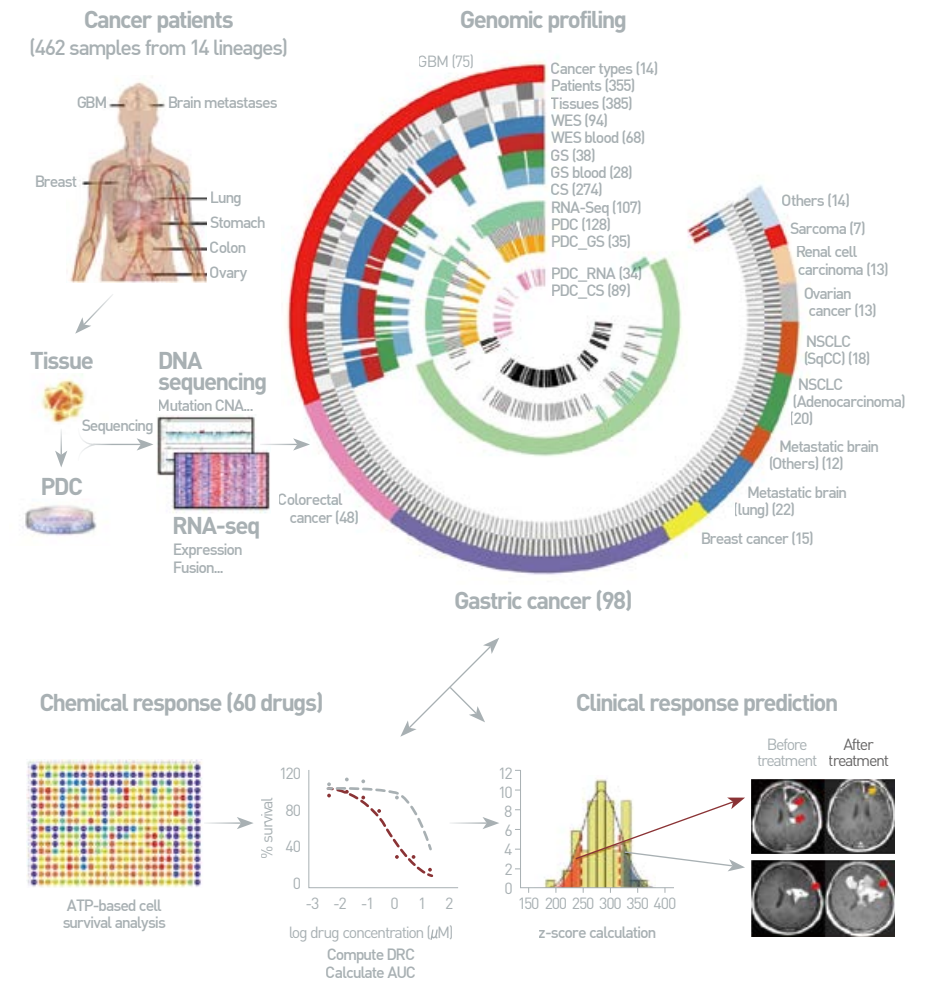 Cancer patients
(462 samples from 14 lineages)
GBM
Brain metastases
Breast
Lung
Stomach
Colon
Ovary
Tissue
Sequencing
PDC
DNA
sequencing
Mutation CNA...
RNA-seq
Expression
Fusion...
Genomic profiling
GBM (75)
Cancer types (14)
Patients (355)
Tissues (385)
WES (94)
WES blood (68)
GS (38)
GS blood (28)
CS (274)
RNA-Seq (107)
PDC (128)
PDC_GS (35)
PDC_RNA (34)
PDC_CS (89)
Others (14)
Sarcoma (7)
Renal cell
carcinoma (13)
Ovarian
cancer (13)
NSCLC
(SqCC) (18)
NSCLC
(Adenocarcinoma)
(20)
Metastatic brain
(Others) (12)
Metastatic brain
(lung) (22)
Breast cancer (15)
Colorectal
cancer (48)
Gastric cancer (98)
Chemical response (60 drugs)
ATP-based cell
survival analysis
% survival
120
80
40
0
-3 -2 -1 0 1 2
log drug concentration (µM)
Compute DRC
Calculate AUC
Clinical response prediction
12
10
8
6
4
2
0
150 200 250 300 350 400
z-score calculation
Before
treatment
After
treatment